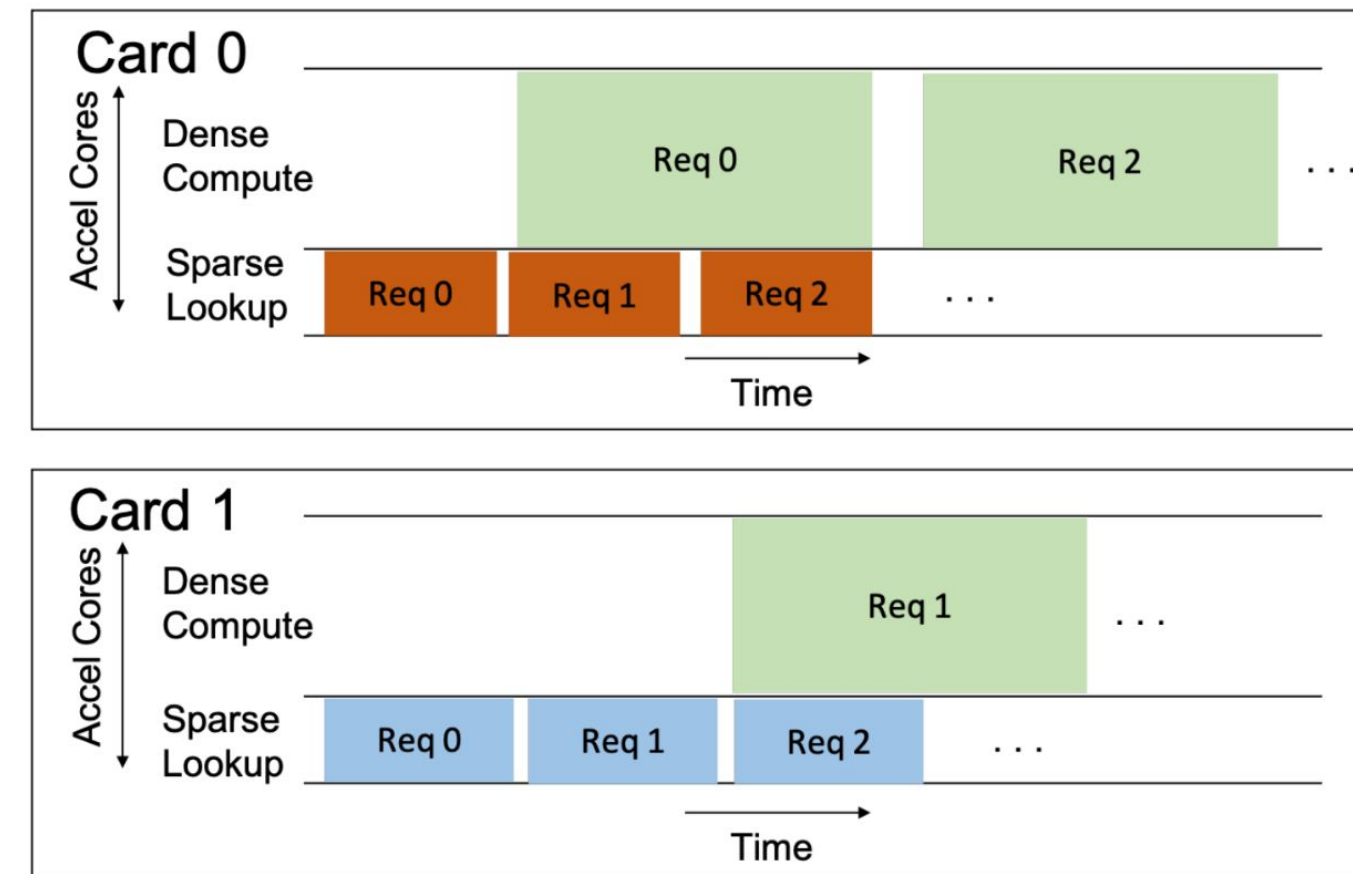 Card 0
Accel Cores
Dense
Compute
Req 0
Req 2
. . .
Sparse
Lookup
Req 0
Req 1
Req 2
. . .
Time
Card 1
Accel Cores
Dense
Compute
Req 1
. . .
Sparse
Lookup
Req 0
Req 1
Req 2
. . .
Time